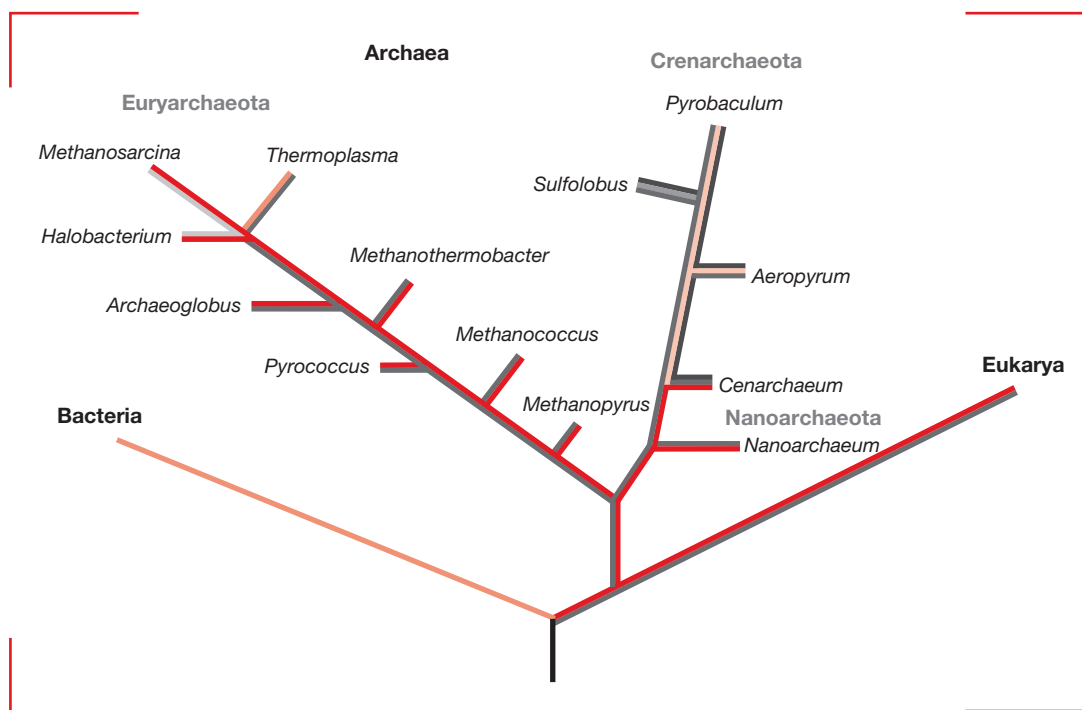 Archaea
Crenarchaeota
Euryarchaeota
Pyrobaculum
Methanosarcina
Thermoplasma
Sulfolobus
Halobacterium
Methanothermobacter
Aeropyrum
Archaeoglobus
Methanococcus
Pyrococcus
Eukarya
Cenarchaeum
Methanopyrus
Bacteria
Nanoarchaeota
Nanoarchaeum